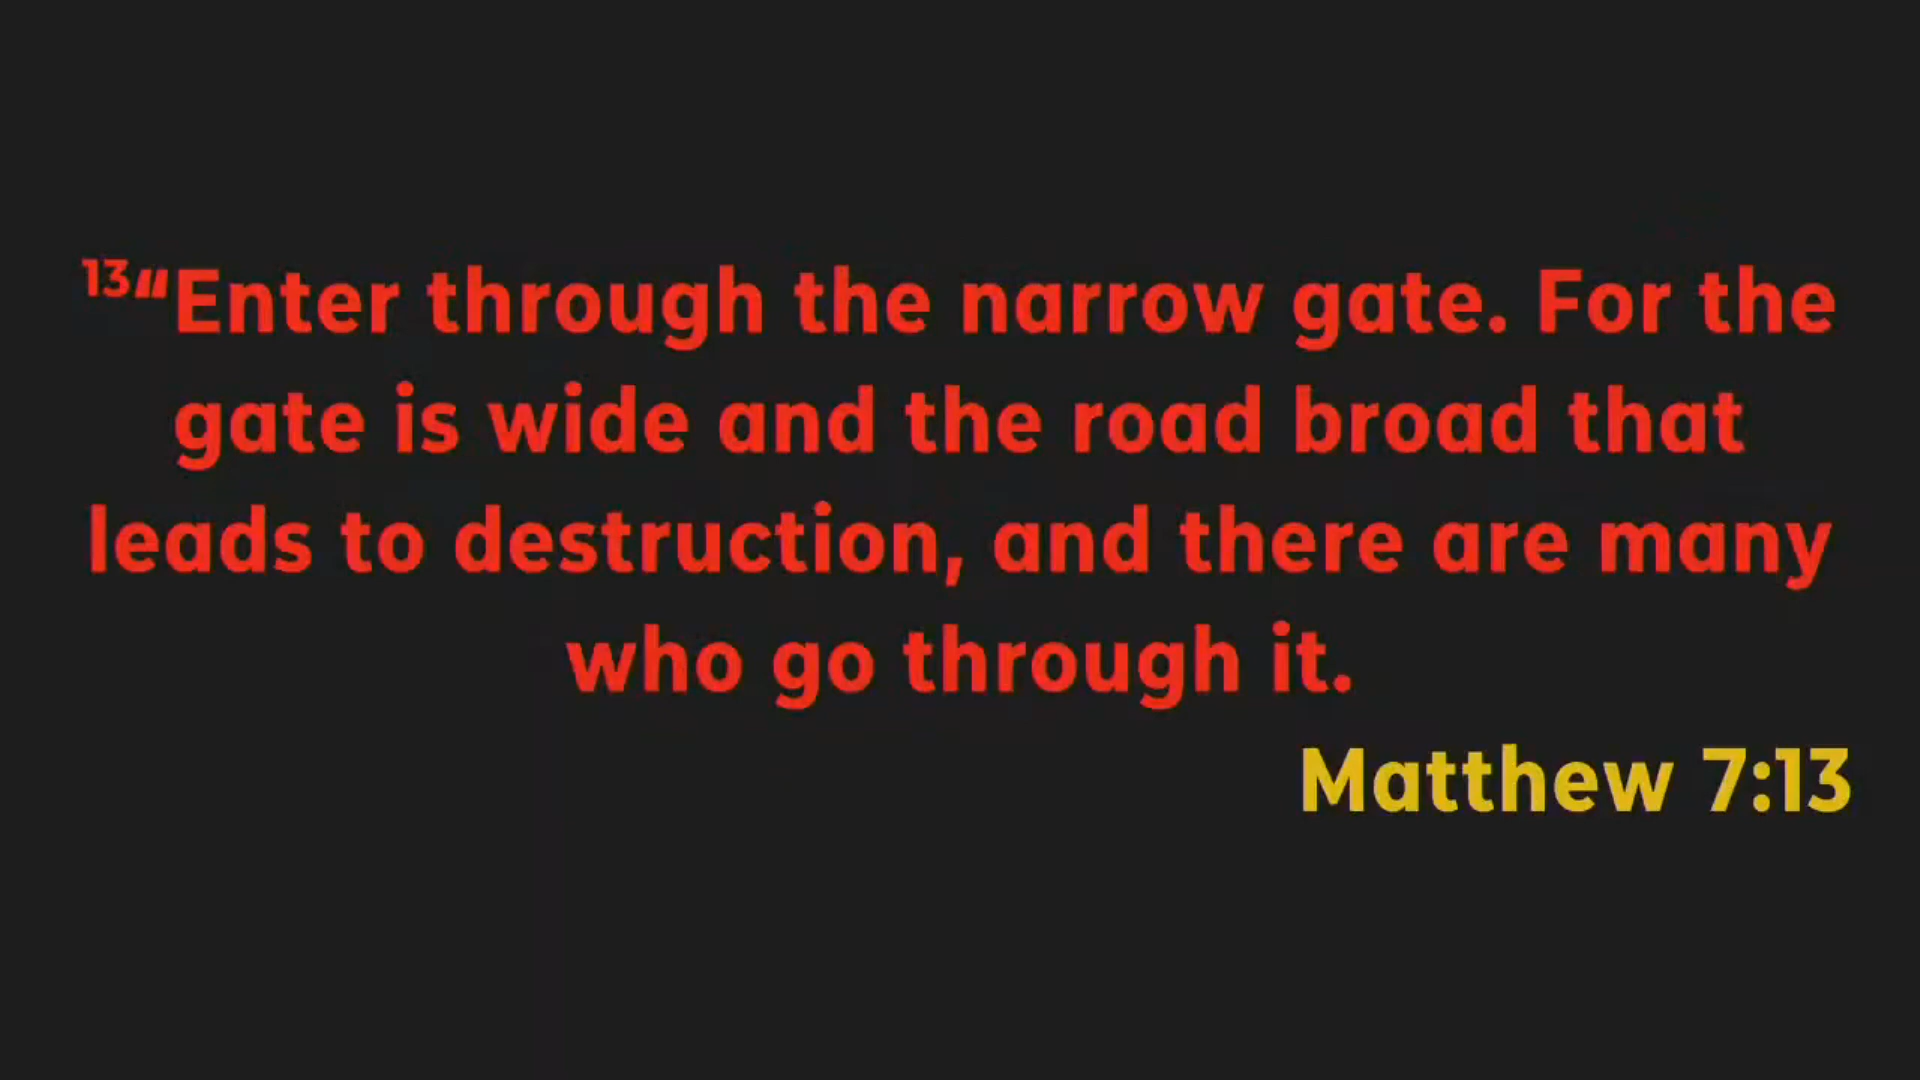 13“Enter through the narrow gate. For the
gate is wide and the road broad that
leads to destruction, and there are many
who go through it.
Matthew 7:13